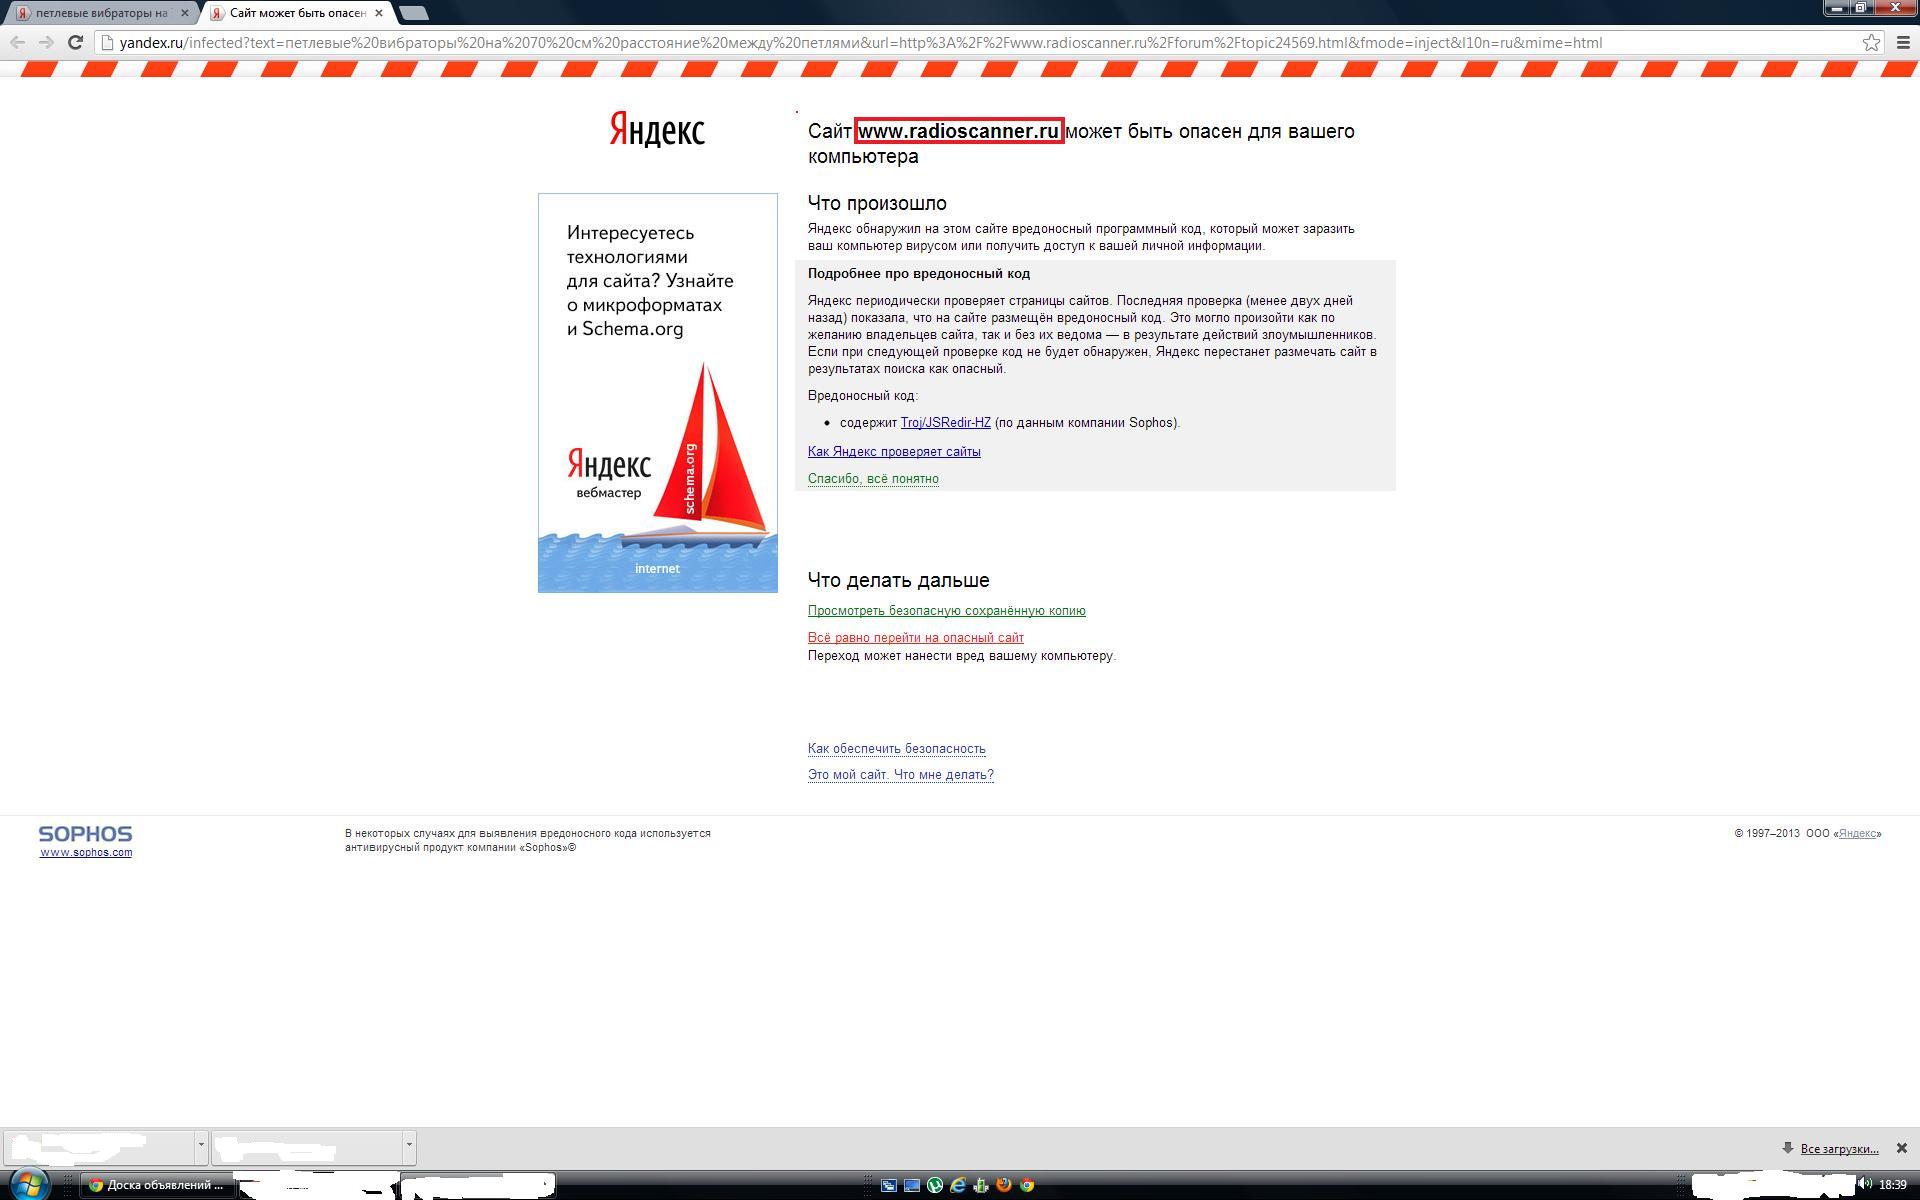 петлевые вибраторы на
Сайт может быть опасен
yandex.ru/infected?text=петлевые%20вибраторы%20на%2070%20см%20расстояние%20между%20петлями&url=http%3A%2F%2Fwww.radioscanner.ru%2Fforum%2Ftopic24569.html&fmode=inject&l10n=ru&mime=html
Яндекс
Интересуетесь
технологиями
для сайта? Узнайте
о микроформатах
и Schema.org
Яндекс
вебмастер
schema.org
internet
Сайт www.radioscanner.ru может быть опасен для вашего
компьютера
Что произошло
Яндекс обнаружил на этом сайте вредоносный программный код, который может заразить
ваш компьютер вирусом или получить доступ к вашей личной информации.
Подробнее про вредоносный код
Яндекс периодически проверяет страницы сайтов. Последняя проверка (менее двух дней
назад) показала, что на сайте размещён вредоносный код. Это могло произойти как по
желанию владельцев сайта, так и без их ведома — в результате действий злоумышленников.
Если при следующей проверке код не будет обнаружен, Яндекс перестанет размечать сайт в
результатах поиска как опасный.
Вредоносный код:
• содержит Troj/JSRedir-HZ (по данным компании Sophos).
Как Яндекс проверяет сайты
Спасибо, всё понятно
Что делать дальше
Просмотреть безопасную сохранённую копию
Всё равно перейти на опасный сайт
Переход может нанести вред вашему компьютеру.
Как обеспечить безопасность
Это мой сайт. Что мне делать?
SOPHOS
www.sophos.com
В некоторых случаях для выявления вредоносного кода используется
антивирусный продукт компании «Sophos»©
© 1997–2013 ООО «Яндекс»
Все загрузки...
Доска объявлений ...
18:39